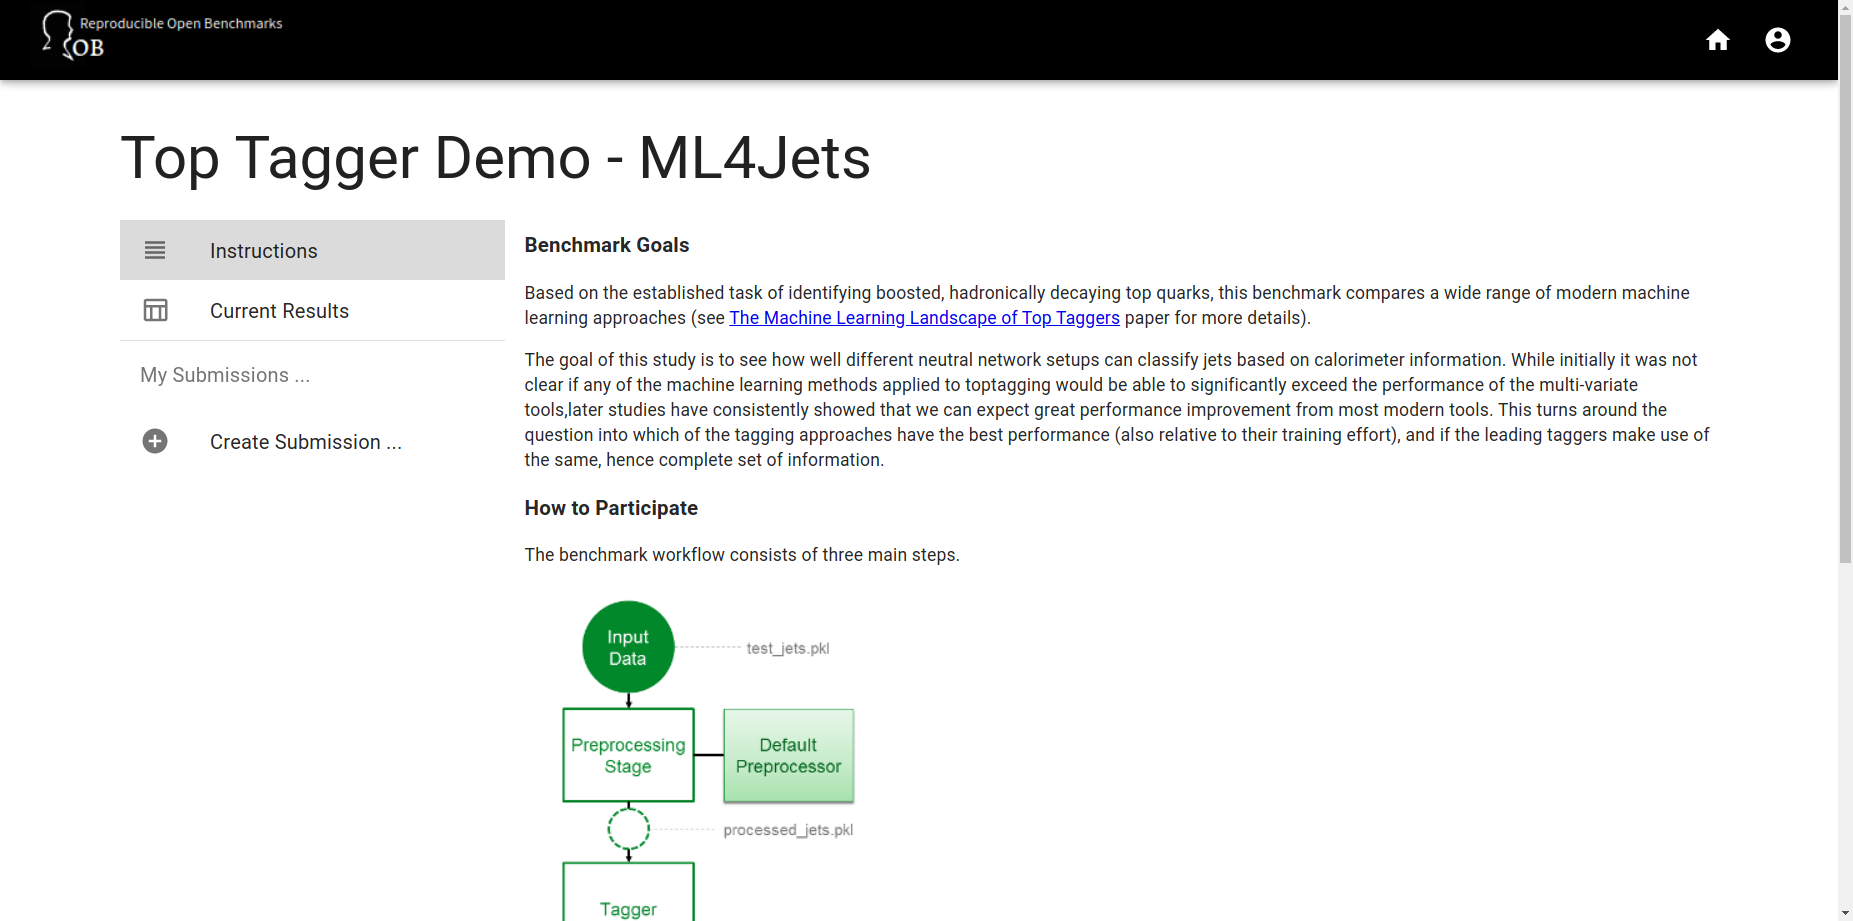 Reproducible Open Benchmarks
OB
Top Tagger Demo - ML4Jets
Instructions
Current Results
My Submissions ...
Create Submission ...
Benchmark Goals
Based on the established task of identifying boosted, hadronically decaying top quarks, this benchmark compares a wide range of modern machine
learning approaches (see The Machine Learning Landscape of Top Taggers paper for more details).
The goal of this study is to see how well different neutral network setups can classify jets based on calorimeter information. While initially it was not
clear if any of the machine learning methods applied to toptagging would be able to significantly exceed the performance of the multi-variate
tools,later studies have consistently showed that we can expect great performance improvement from most modern tools. This turns around the
question into which of the tagging approaches have the best performance (also relative to their training effort), and if the leading taggers make use of
the same, hence complete set of information.
How to Participate
The benchmark workflow consists of three main steps.
Input
Data
test_jets.pkl
Preprocessing
Stage
Default
Preprocessor
processed_jets.pkl
Tagger